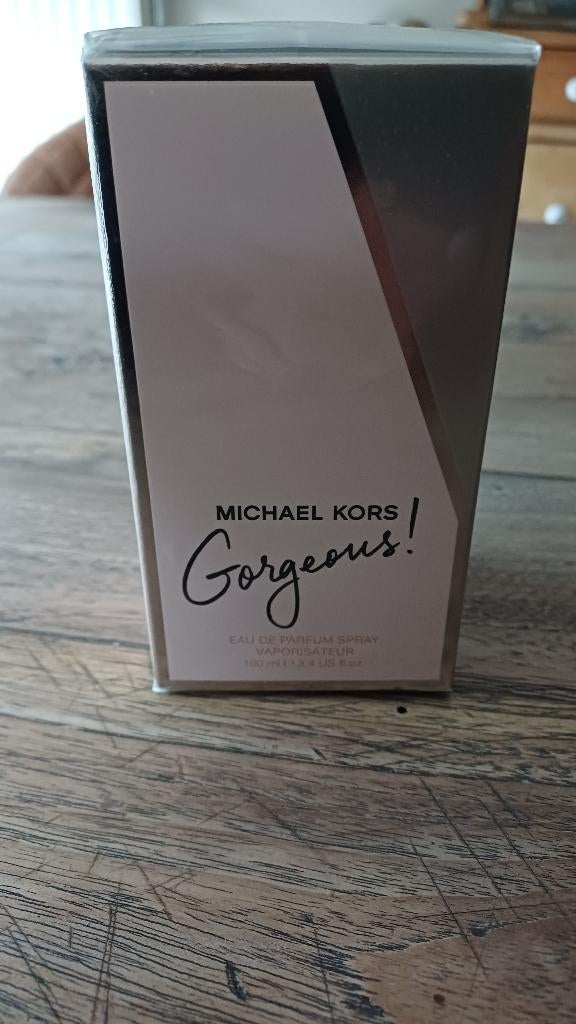 MICHAEL KORS
Gorgeous!
EAU DE PARFUM SPRAY
VAPORISATEUR
100 ml ℮ 3.4 US fl.oz